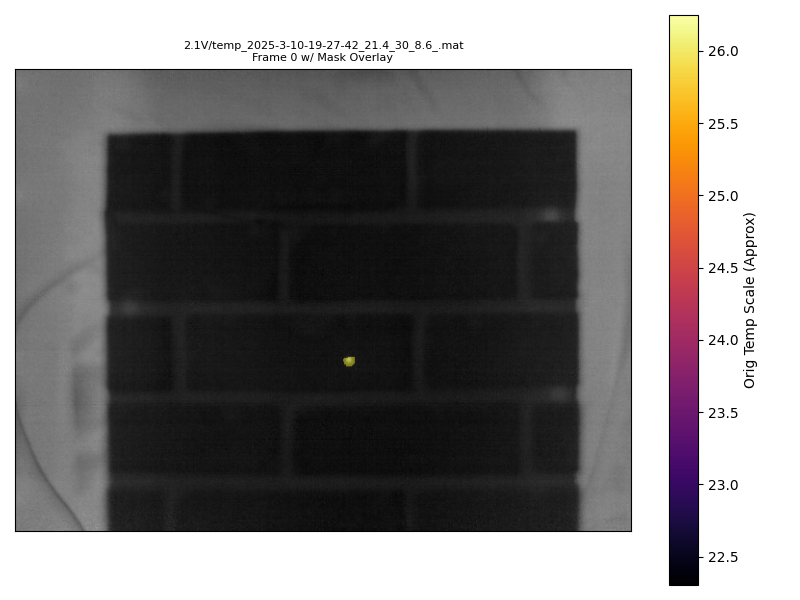 2.1V/temp_2025-3-10-19-27-42_21.4_30_8.6_.mat
Frame 0 w/ Mask Overlay
26.0
25.5
25.0
24.5
24.0
23.5
23.0
22.5
Orig Temp Scale (Approx)